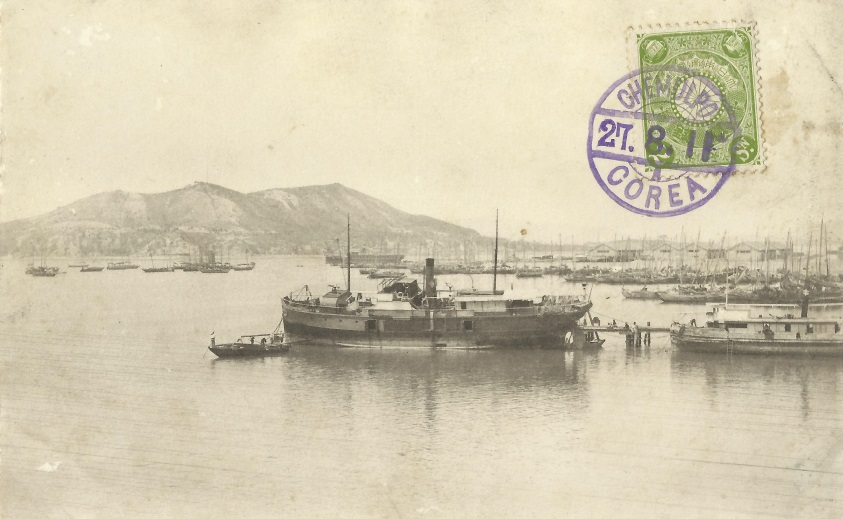 CHEMULPO
27. 8. 11
COREA